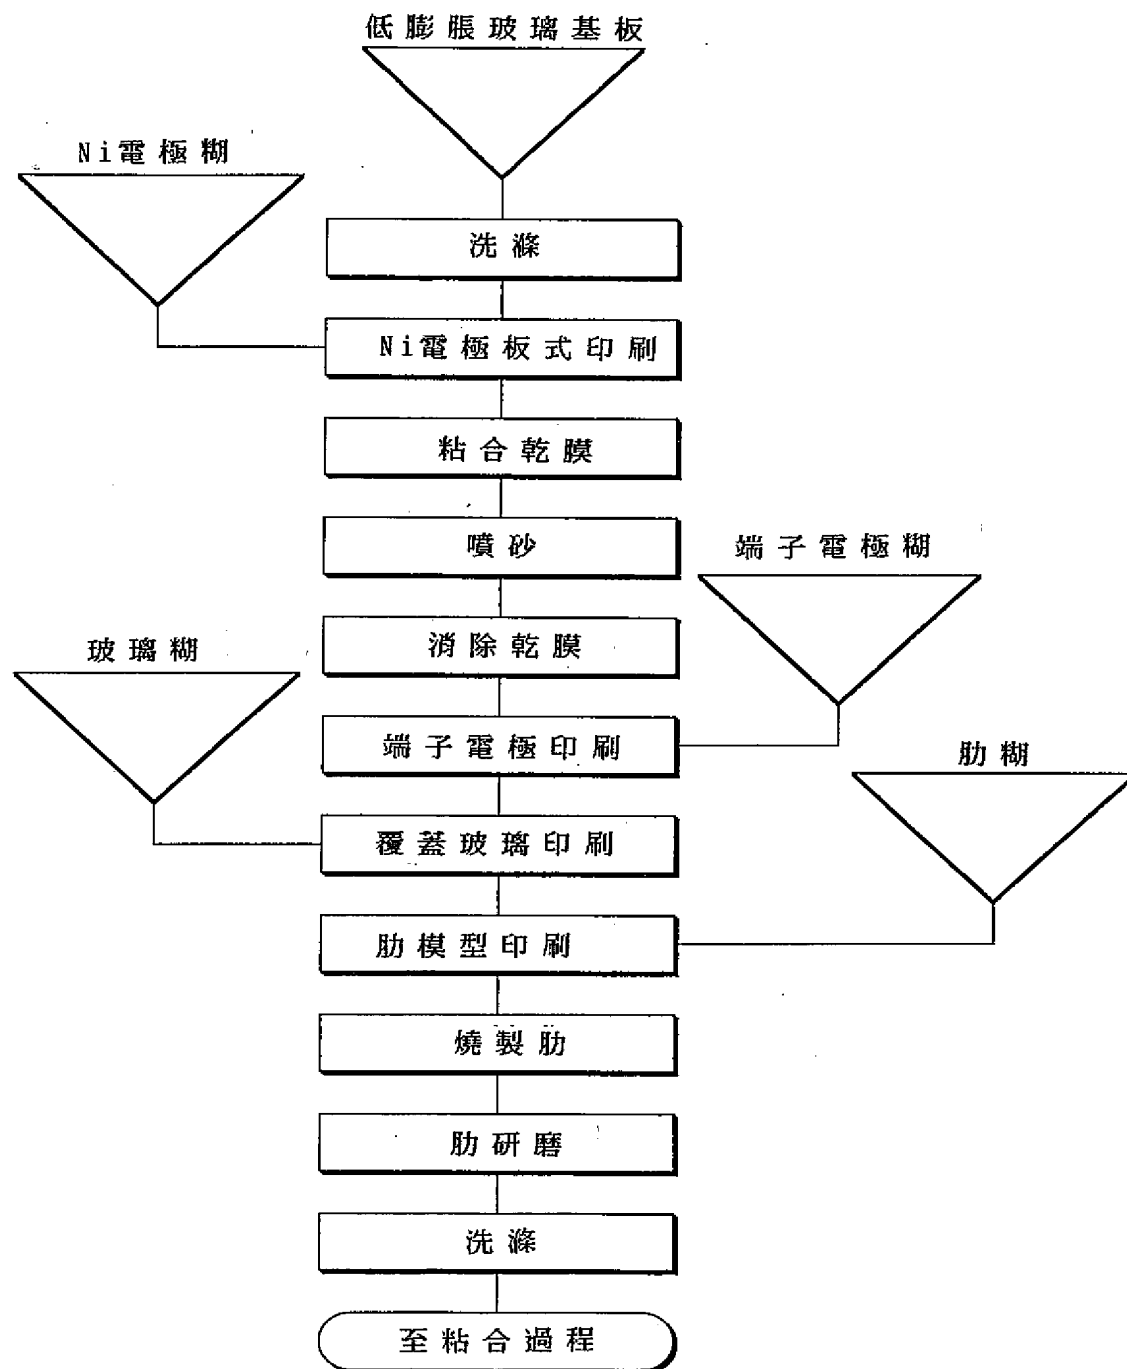 低膨脹玻璃基板
Ni電極糊
洗滌
Ni電極板式印刷
粘合乾膜
噴砂
端子電極糊
消除乾膜
玻璃糊
端子電極印刷
肋糊
覆蓋玻璃印刷
肋模型印刷
燒製肋
肋研磨
洗滌
至粘合過程